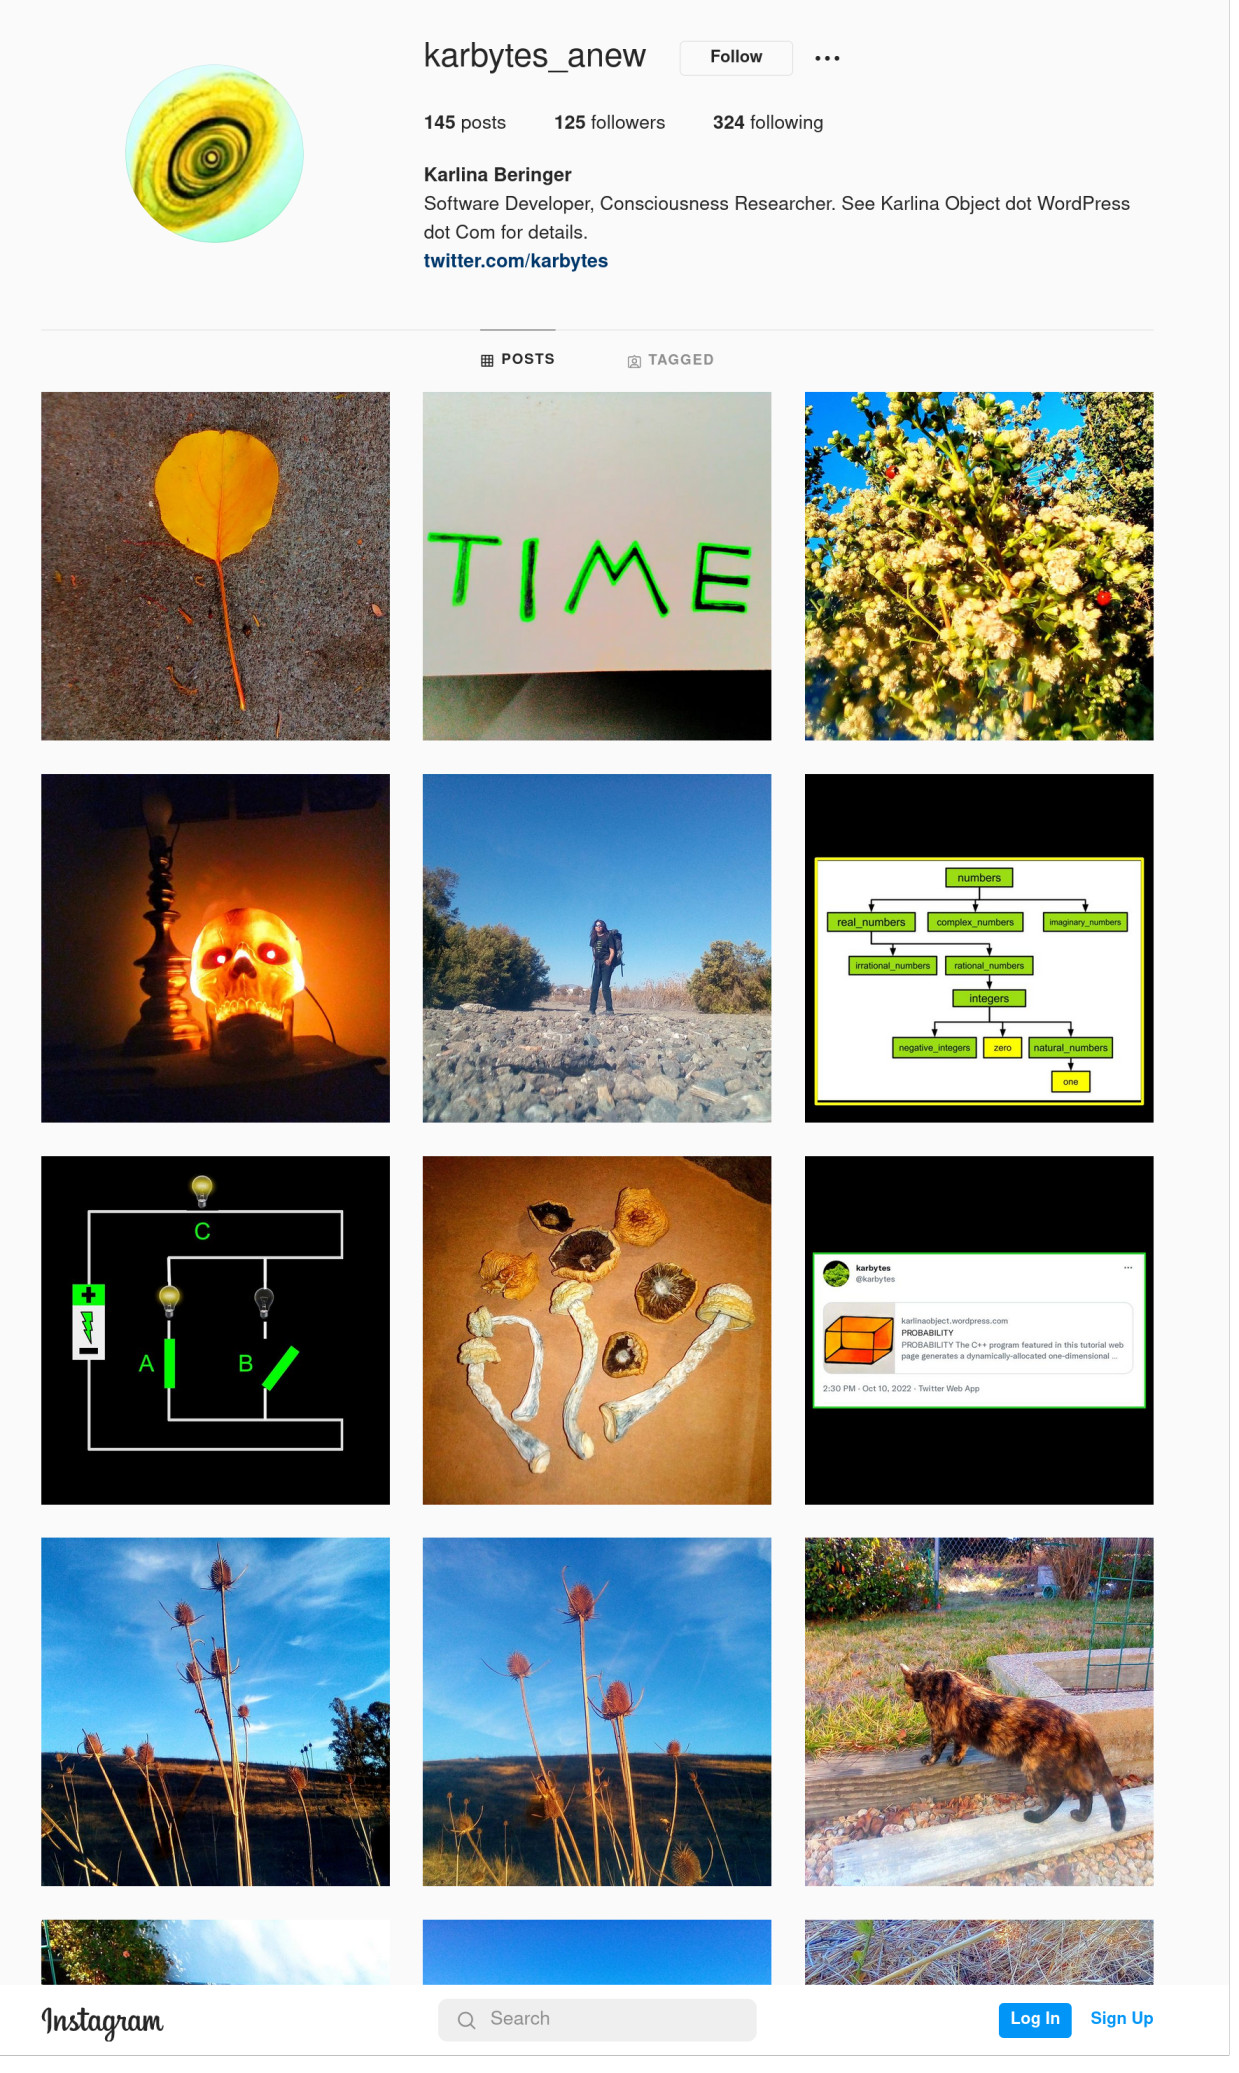 karbytes_anew Follow
145 posts 125 followers 324 following
Karlina Beringer
Software Developer, Consciousness Researcher. See Karlina Object dot WordPress
dot Com for details.
twitter.com/karbytes
POSTS TAGGED
TIME
numbers
real_numbers complex_numbers imaginary_numbers
irrational_numbers rational_numbers
integers
negative_integers zero natural_numbers
one
C
A B
karbytes
@karbytes
karlinaobject.wordpress.com
PROBABILITY
PROBABILITY The C++ program featured in this tutorial web
page generates a dynamically-allocated one-dimensional ...
2:30 PM · Oct 10, 2022 · Twitter Web App
Instagram Search Log In Sign Up